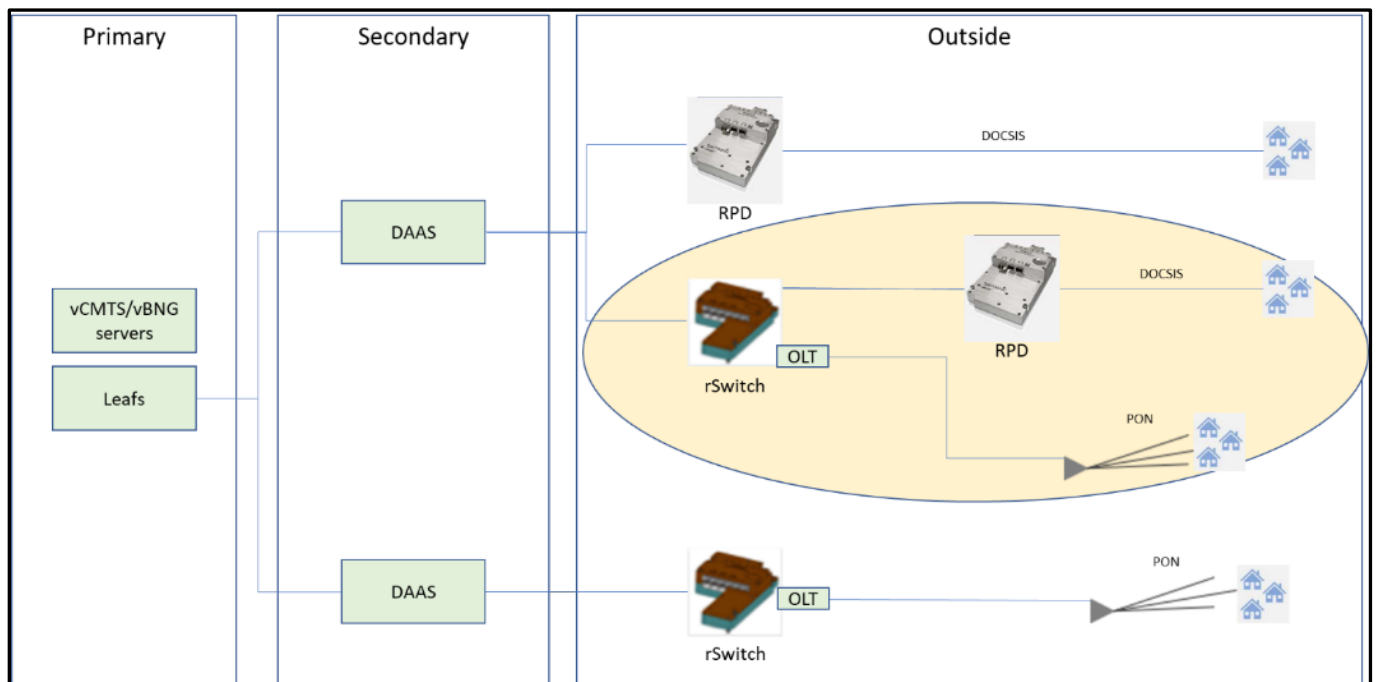 Primary
Secondary
Outside
DOCSIS
RPD
DAAS
DOCSIS
vCMTS/vBNG
servers
RPD
OLT
rSwitch
Leafs
PON
DAAS
PON
OLT
rSwitch